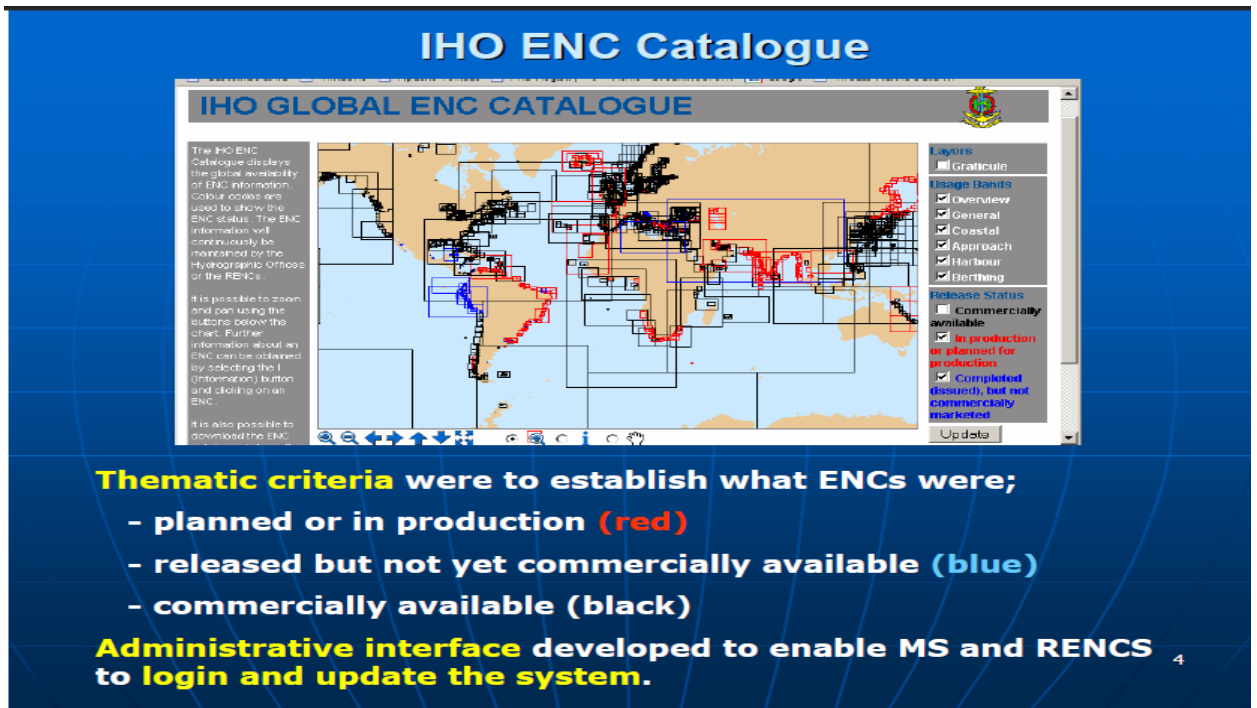 IHO ENC Catalogue
IHO GLOBAL ENC CATALOGUE
The IHO ENC
Catalogue displays
the global availability
of ENC information.
Colour codes are
used to show the
ENC status. The ENC
information will
continuously be
maintained by the
Hydrographic Offices
or the RENCs.
It is possible to zoom
and pan using the
buttons below the
chart. Further
information about an
ENC can be obtained
by selecting the I
(Information) button
and clicking on an
ENC.
It is also possible to
download the ENC
Layers
Graticule
Usage Bands
Overview
General
Coastal
Approach
Harbour
Berthing
Release Status
Commercially
available
In production
or planned for
production
Completed
(issued), but not
commercially
marketed
Update
Thematic criteria were to establish what ENCs were;
- planned or in production (red)
- released but not yet commercially available (blue)
- commercially available (black)
Administrative interface developed to enable MS and RENCS
to login and update the system.
4